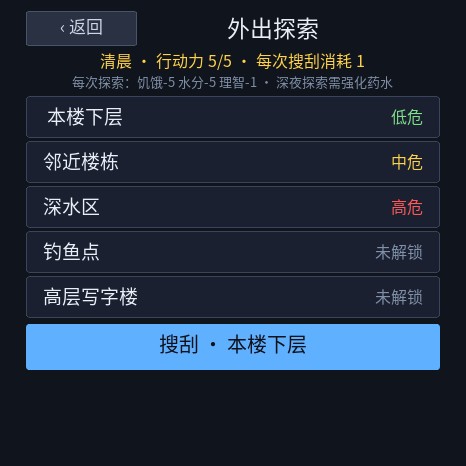 ‹ 返回
外出探索
清晨 · 行动力 5/5 · 每次搜刮消耗 1
每次探索：饥饿-5 水分-5 理智-1 · 深夜探索需强化药水
本楼下层 低危
邻近楼栋 中危
深水区 高危
钓鱼点 未解锁
高层写字楼 未解锁
搜刮 · 本楼下层